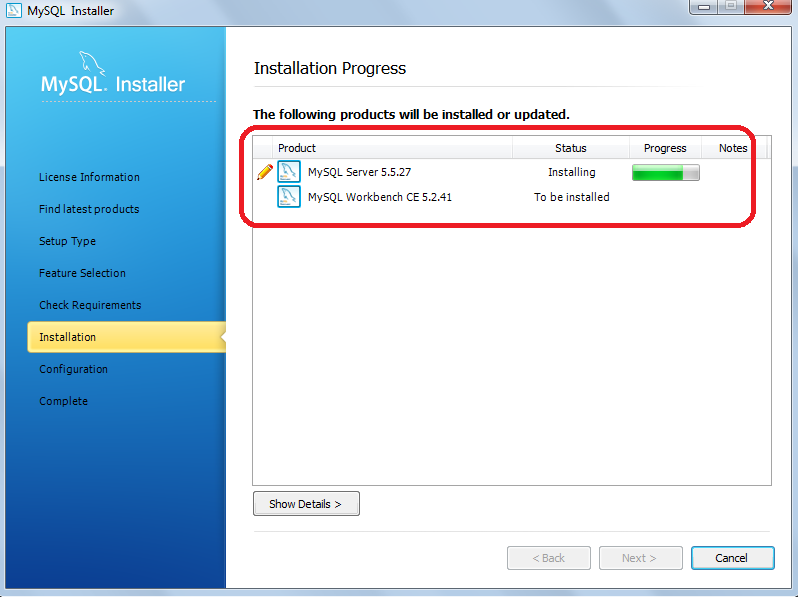 MySQL Installer
MySQL. Installer
License Information
Find latest products
Setup Type
Feature Selection
Check Requirements
Installation
Configuration
Complete
Installation Progress
The following products will be installed or updated.
Product Status Progress Notes
MySQL Server 5.5.27 Installing
MySQL Workbench CE 5.2.41 To be installed
Show Details >
< Back Next > Cancel